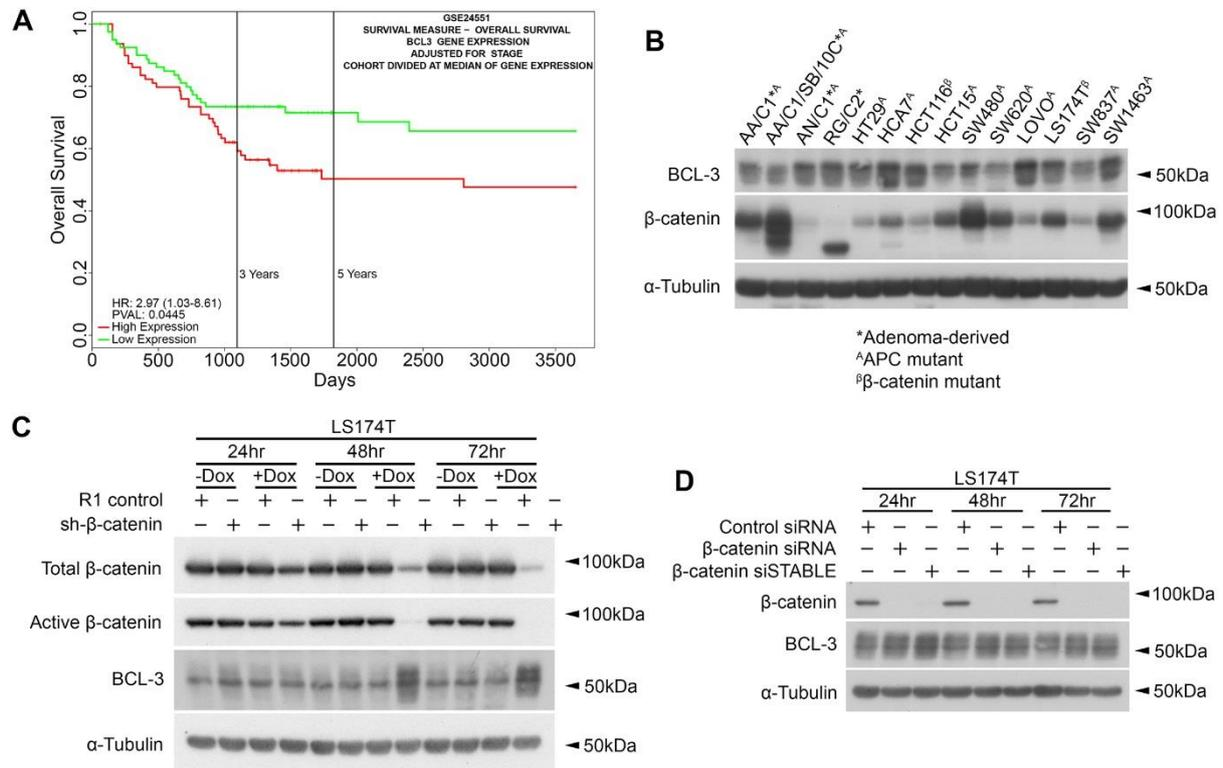 A
GSE24551
SURVIVAL MEASURE – OVERALL SURVIVAL
BCL3 GENE EXPRESSION
ADJUSTED FOR STAGE
COHORT DIVIDED AT MEDIAN OF GENE EXPRESSION
Overall Survival
1.0
0.8
0.6
0.4
0.2
0.0
3 Years
5 Years
HR: 2.97 (1.03-8.61)
PVAL: 0.0445
High Expression
Low Expression
0 500 1000 1500 2000 2500 3000 3500
Days
B
AA/C1*ᴬ
AA/C1/SB/10C*ᴬ
AN/C1*ᴬ
RG/C2*
HT29ᴬ
HCA7ᴬ
HCT116ᵝ
HCT15ᴬ
SW480ᴬ
SW620ᴬ
LOVOᴬ
LS174Tᵝ
SW837ᴬ
SW1463ᴬ
BCL-3 ◄ 50kDa
β-catenin ◄ 100kDa
α-Tubulin ◄ 50kDa
*Adenoma-derived
ᴬAPC mutant
ᵝβ-catenin mutant
C
LS174T
24hr 48hr 72hr
-Dox +Dox -Dox +Dox -Dox +Dox
R1 control + – + – + – + – + – + –
sh-β-catenin – + – + – + – + – + – +
Total β-catenin ◄ 100kDa
Active β-catenin ◄ 100kDa
BCL-3 ◄ 50kDa
α-Tubulin ◄ 50kDa
D
LS174T
24hr 48hr 72hr
Control siRNA + – – + – – + – –
β-catenin siRNA – + – – + – – + –
β-catenin siSTABLE – – + – – + – – +
β-catenin ◄ 100kDa
BCL-3 ◄ 50kDa
α-Tubulin ◄ 50kDa